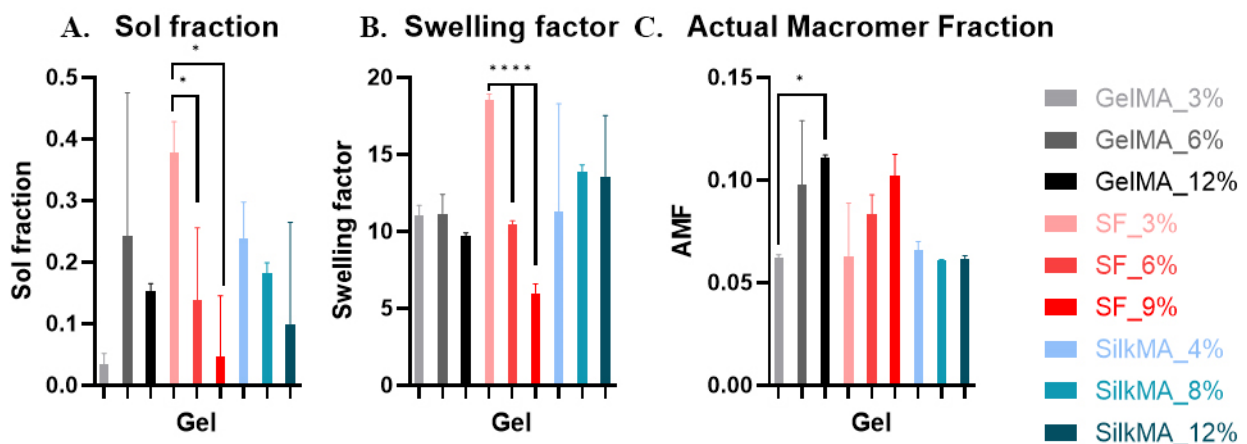 A. Sol fraction
*
*
0.5
0.4
0.3
0.2
0.1
0.0
Sol fraction
Gel
B. Swelling factor
****
20
15
10
5
0
Swelling factor
Gel
C. Actual Macromer Fraction
*
0.15
0.10
0.05
0.00
AMF
Gel
GelMA_3%
GelMA_6%
GelMA_12%
SF_3%
SF_6%
SF_9%
SilkMA_4%
SilkMA_8%
SilkMA_12%